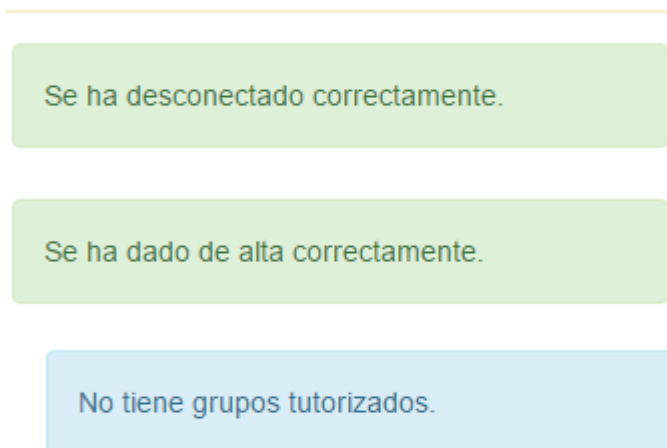 Se ha desconectado correctamente.
Se ha dado de alta correctamente.
No tiene grupos tutorizados.